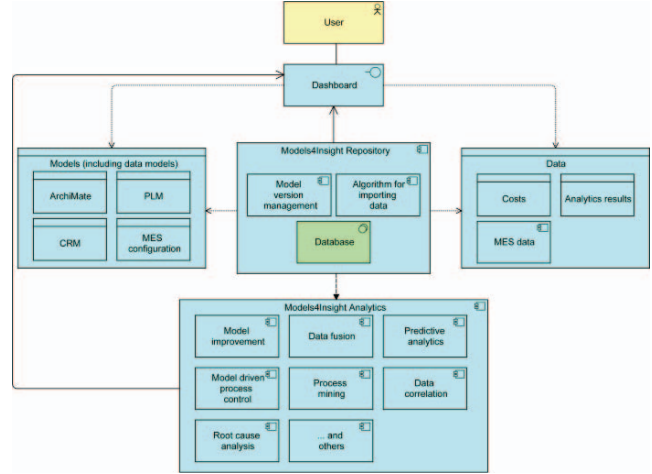 User
Dashboard
Models (including data models)
ArchiMate
PLM
CRM
MES
configuration
Models4Insight Repository
Model
version
management
Algorithm for
importing
data
Database
Data
Costs
Analytics results
MES data
Models4Insight Analytics
Model
improvement
Data fusion
Predictive
analytics
Model driven
process
control
Process
mining
Data
correlation
Root cause
analysis
... and
others